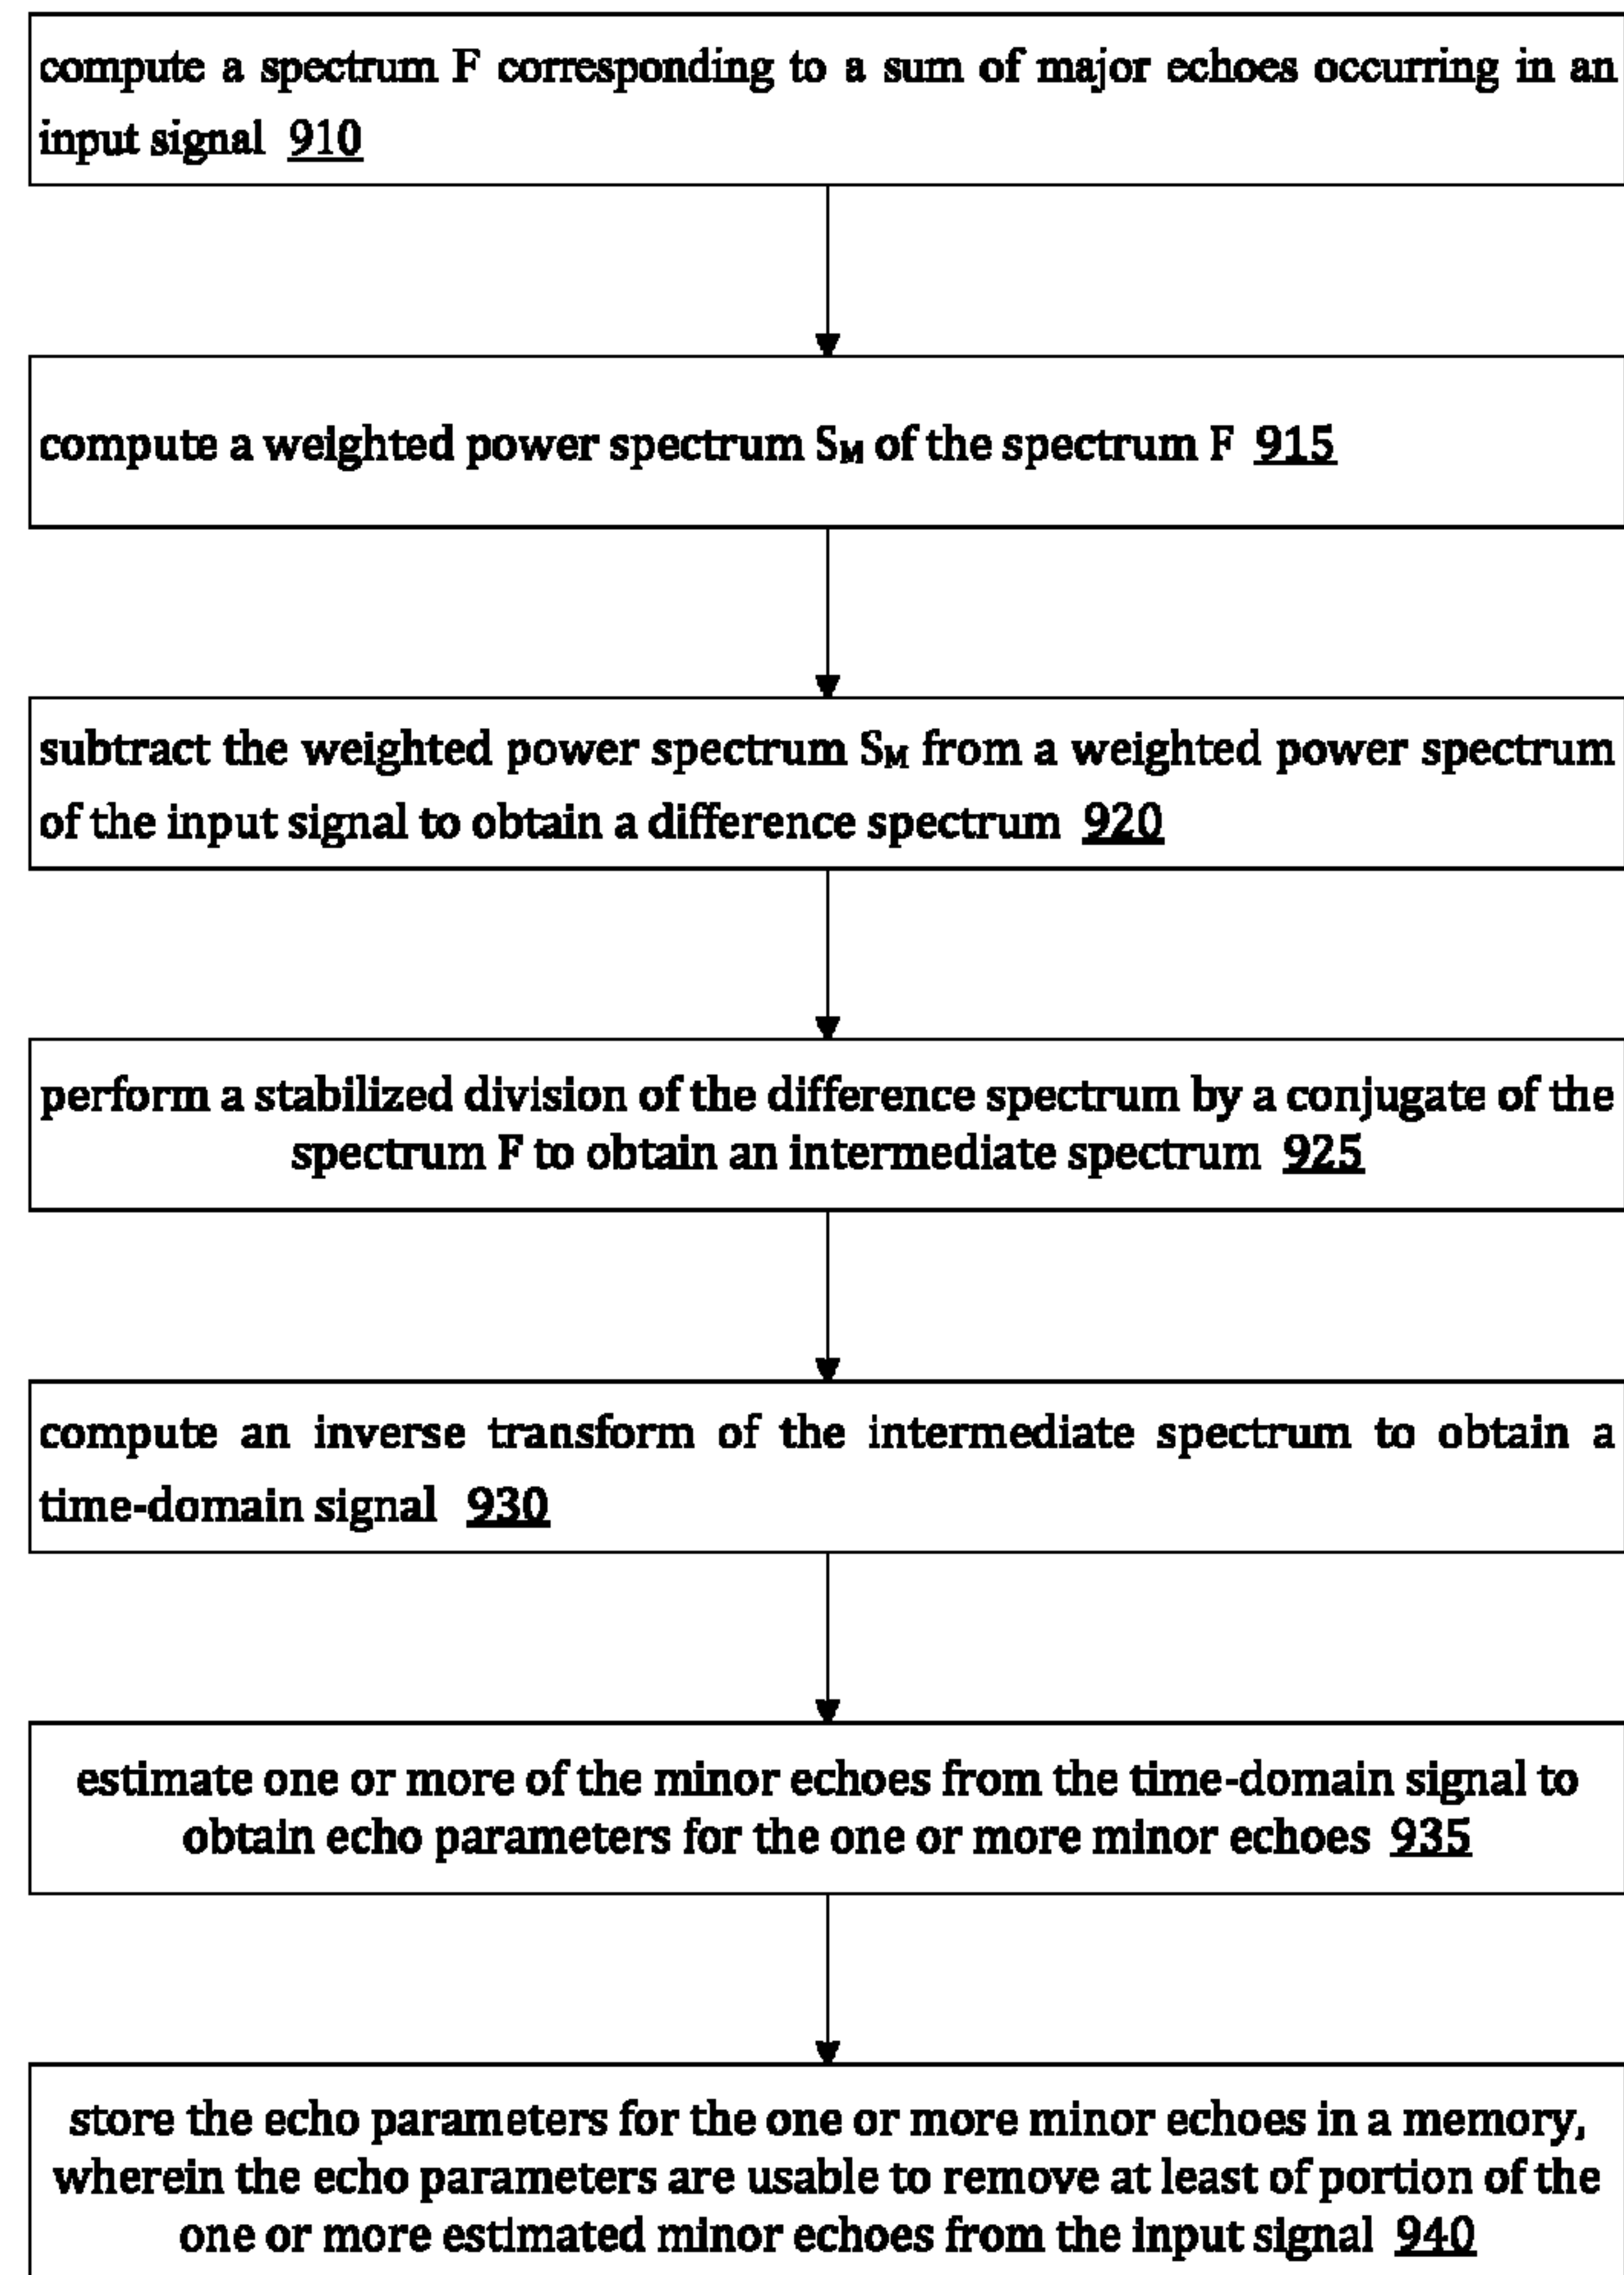 compute a spectrum F corresponding to a sum of major echoes occurring in an
input signal 910
compute a weighted power spectrum SM of the spectrum F 915
subtract the weighted power spectrum SM from a weighted power spectrum
of the input signal to obtain a difference spectrum 920
perform a stabilized division of the difference spectrum by a conjugate of the
spectrum F to obtain an intermediate spectrum 925
compute an inverse transform of the intermediate spectrum to obtain a
time-domain signal 930
estimate one or more of the minor echoes from the time-domain signal to
obtain echo parameters for the one or more minor echoes 935
store the echo parameters for the one or more minor echoes in a memory,
wherein the echo parameters are usable to remove at least of portion of the
one or more estimated minor echoes from the input signal 940